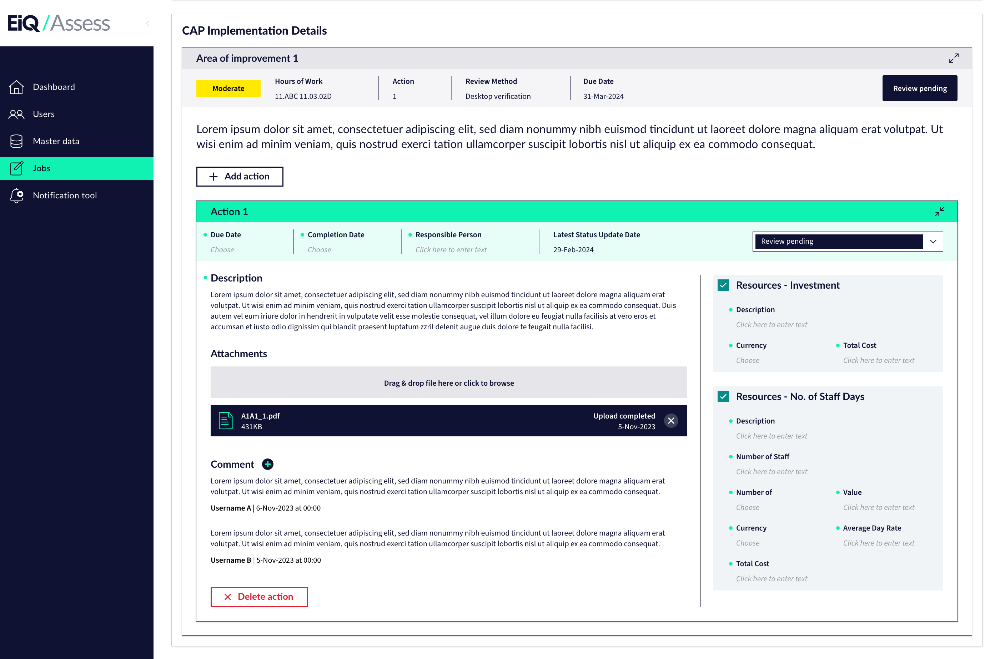 EiQ /Assess
Dashboard
Users
Master data
Jobs
Notification tool
CAP Implementation Details
Area of improvement 1
Moderate
Hours of Work
11.ABC 11.03.02D
Action
1
Review Method
Desktop verification
Due Date
31-Mar-2024
Review pending
Lorem ipsum dolor sit amet, consectetuer adipiscing elit, sed diam nonummy nibh euismod tincidunt ut laoreet dolore magna aliquam erat volutpat. Ut
wisi enim ad minim veniam, quis nostrud exerci tation ullamcorper suscipit lobortis nisl ut aliquip ex ea commodo consequat.
Add action
Action 1
Due Date
Choose
Completion Date
Choose
Responsible Person
Click here to enter text
Latest Status Update Date
29-Feb-2024
Review pending
Description
Lorem ipsum dolor sit amet, consectetuer adipiscing elit, sed diam nonummy nibh euismod tincidunt ut laoreet dolore magna aliquam erat
volutpat. Ut wisi enim ad minim veniam, quis nostrud exerci tation ullamcorper suscipit lobortis nisl ut aliquip ex ea commodo consequat. Duis
autem vel eum iriure dolor in hendrerit in vulputate velit esse molestie consequat, vel illum dolore eu feugiat nulla facilisis at vero eros et
accumsan et iusto odio dignissim qui blandit praesent luptatum zzril delenit augue duis dolore te feugait nulla facilisi.
Attachments
Drag & drop file here or click to browse
A1A1_1.pdf
431KB
Upload completed
5-Nov-2023
Comment
Lorem ipsum dolor sit amet, consectetuer adipiscing elit, sed diam nonummy nibh euismod tincidunt ut laoreet dolore magna aliquam erat
volutpat. Ut wisi enim ad minim veniam, quis nostrud exerci tation ullamcorper suscipit lobortis nisl ut aliquip ex ea commodo consequat.
Username A | 6-Nov-2023 at 00:00
Lorem ipsum dolor sit amet, consectetuer adipiscing elit, sed diam nonummy nibh euismod tincidunt ut laoreet dolore magna aliquam erat
volutpat. Ut wisi enim ad minim veniam, quis nostrud exerci tation ullamcorper suscipit lobortis nisl ut aliquip ex ea commodo consequat.
Username B | 5-Nov-2023 at 00:00
Delete action
Resources - Investment
Description
Click here to enter text
Currency
Choose
Total Cost
Click here to enter text
Resources - No. of Staff Days
Description
Click here to enter text
Number of Staff
Click here to enter text
Number of
Choose
Value
Click here to enter text
Currency
Choose
Average Day Rate
Click here to enter text
Total Cost
Click here to enter text